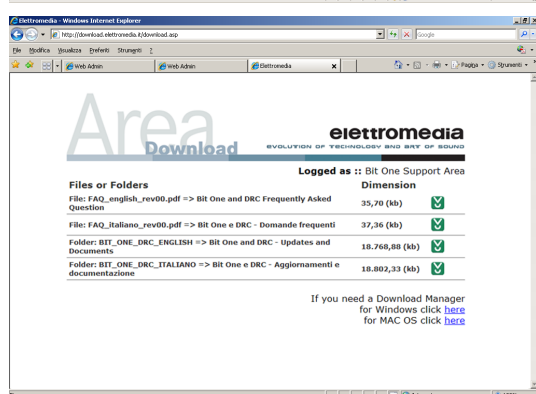 Elettromedia - Windows Internet Explorer
http://download.elettromedia.it/download.asp
Google
File Modifica Visualizza Preferiti Strumenti ?
Web Admin Web Admin Elettromedia Pagina Strumenti
Area
Download
elettromedia
EVOLUTION OF TECHNOLOGY AND ART OF SOUND
Logged as :: Bit One Support Area
Files or Folders Dimension
File: FAQ_english_rev00.pdf => Bit One and DRC Frequently Asked
Question
35,70 (kb)
File: FAQ_italiano_rev00.pdf => Bit One e DRC - Domande frequenti 37,36 (kb)
Folder: BIT_ONE_DRC_ENGLISH => Bit One and DRC - Updates and
Documents
18.768,88 (kb)
Folder: BIT_ONE_DRC_ITALIANO => Bit One e DRC - Aggiornamenti e
documentazione
18.802,33 (kb)
If you need a Download Manager
for Windows click here
for MAC OS click here